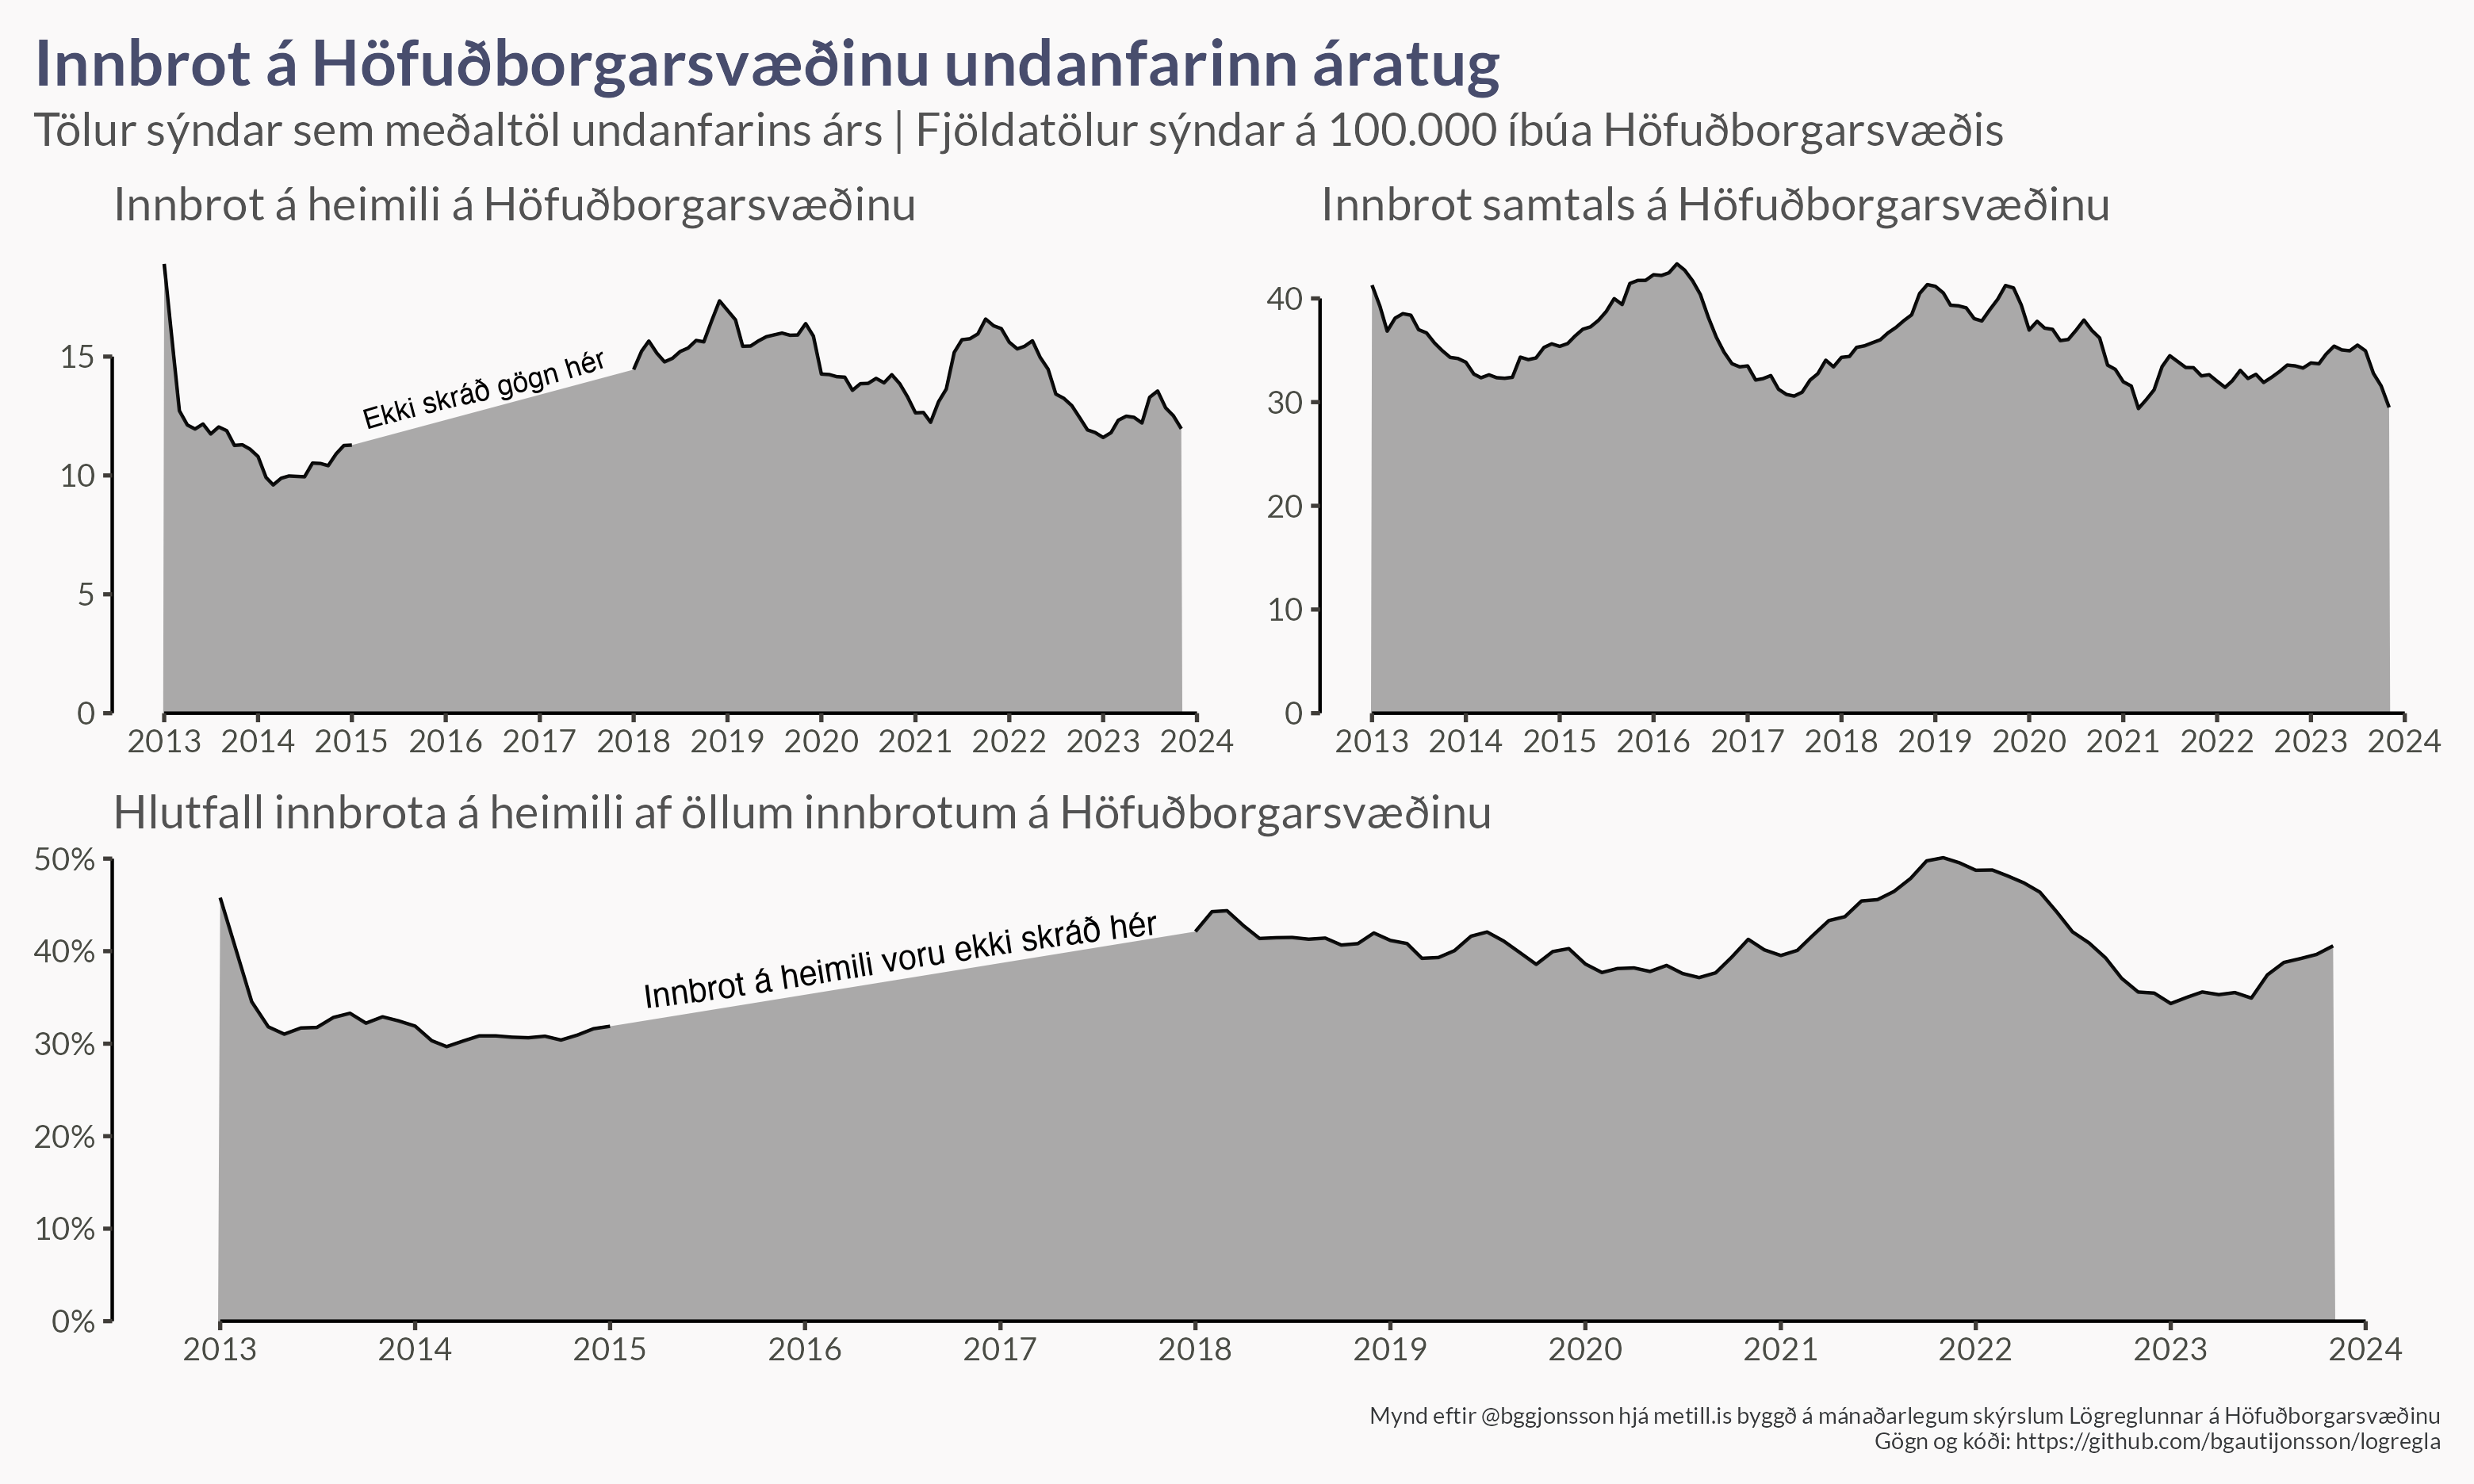 Innbrot á Höfuðborgarsvæðinu undanfarinn áratug
Tölur sýndar sem meðaltöl undanfarins árs | Fjöldatölur sýndar á 100.000 íbúa Höfuðborgarsvæðis
Innbrot á heimili á Höfuðborgarsvæðinu
15
10
5
0
Ekki skráð gögn hér
2013 2014 2015 2016 2017 2018 2019 2020 2021 2022 2023 2024
Innbrot samtals á Höfuðborgarsvæðinu
40
30
20
10
0
2013 2014 2015 2016 2017 2018 2019 2020 2021 2022 2023 2024
Hlutfall innbrota á heimili af öllum innbrotum á Höfuðborgarsvæðinu
50%
40%
30%
20%
10%
0%
Innbrot á heimili voru ekki skráð hér
2013 2014 2015 2016 2017 2018 2019 2020 2021 2022 2023 2024
Mynd eftir @bggjonsson hjá metill.is byggð á mánaðarlegum skýrslum Lögreglunnar á Höfuðborgarsvæðinu
Gögn og kóði: https://github.com/bgautijonsson/logregla